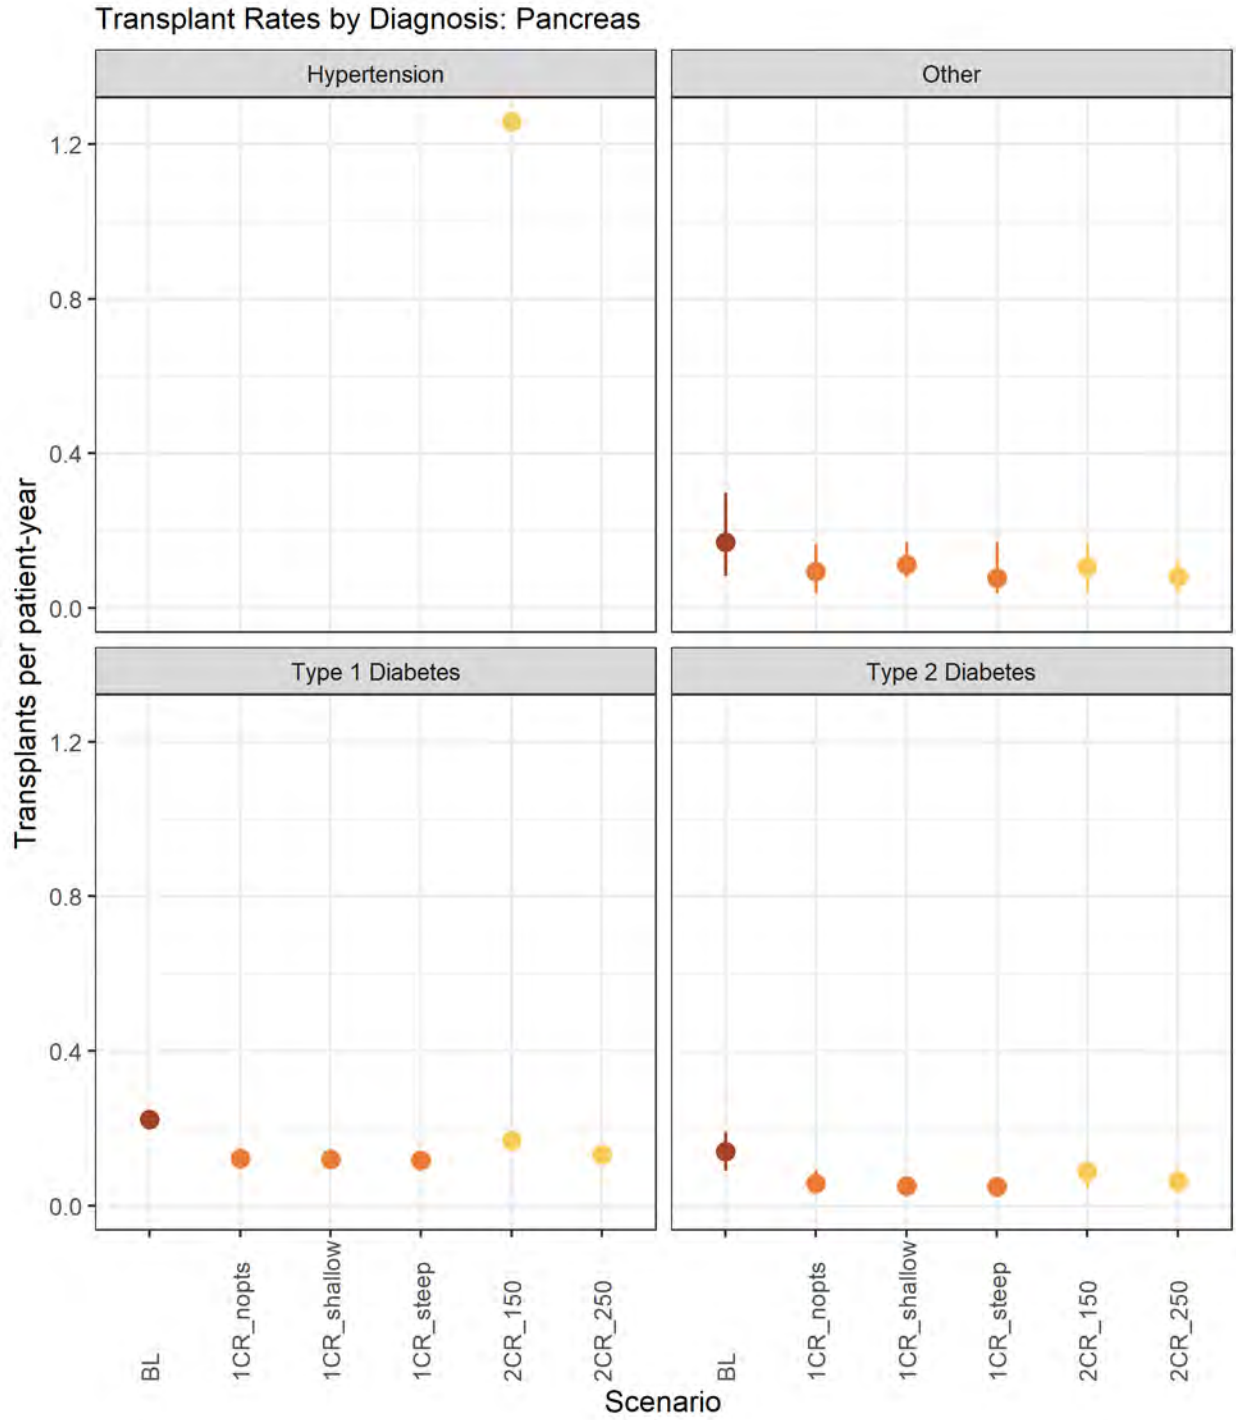 Transplant Rates by Diagnosis: Pancreas
Hypertension
Other
1.2
0.8
0.4
0.0
Type 1 Diabetes
Type 2 Diabetes
1.2
0.8
0.4
0.0
Transplants per patient-year
BL
1CR_nopts
1CR_shallow
1CR_steep
2CR_150
2CR_250
BL
1CR_nopts
1CR_shallow
1CR_steep
2CR_150
2CR_250
Scenario